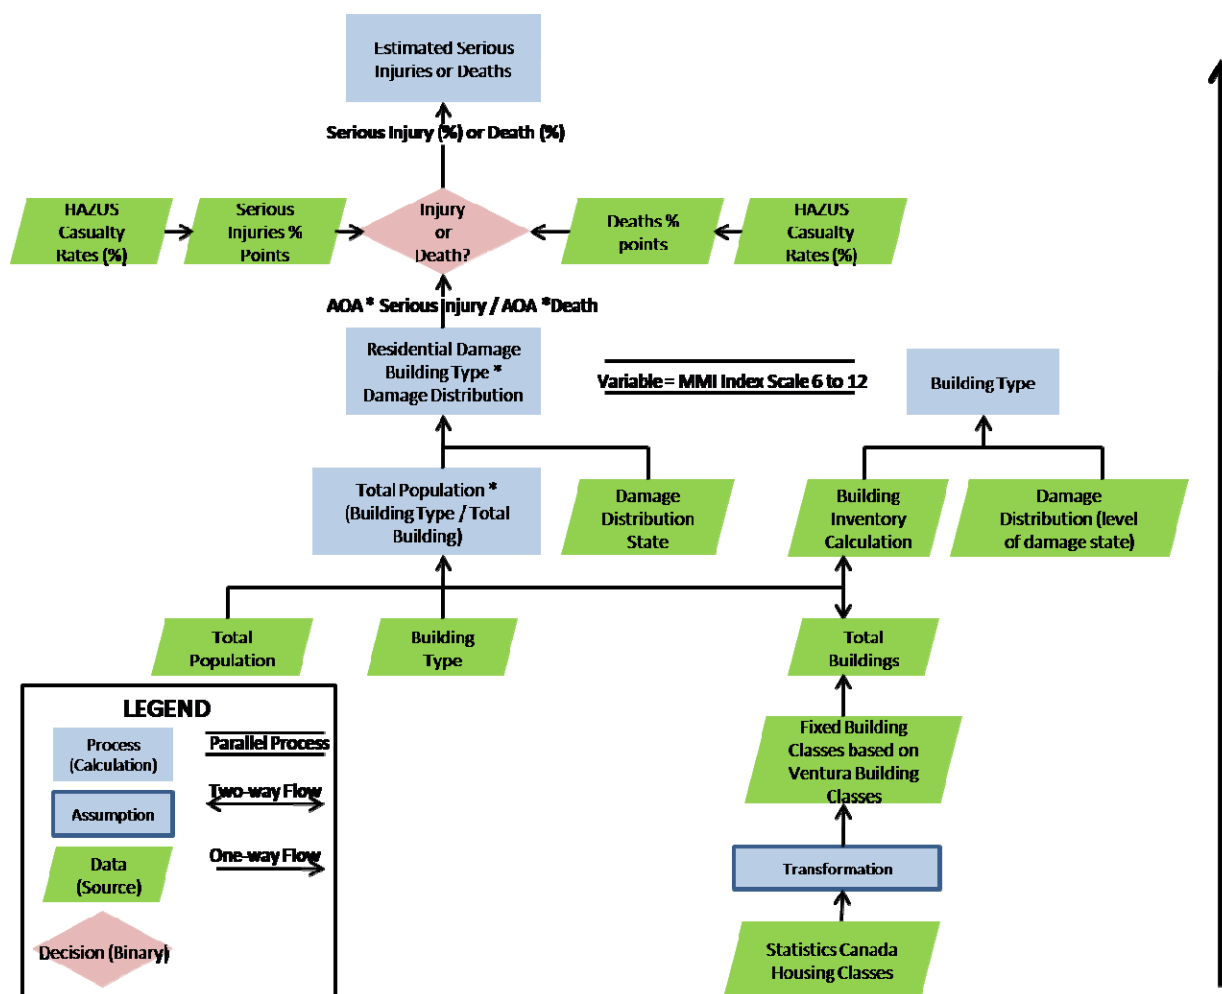 Estimated Serious
Injuries or Deaths
Serious Injury (%) or Death (%)
HAZUS
Casualty
Rates (%)
Serious
Injuries %
Points
Injury
or
Death?
Deaths %
points
HAZUS
Casualty
Rates (%)
AOA * Serious Injury / AOA *Death
Residential Damage
Building Type *
Damage Distribution
Variable = MMI Index Scale 6 to 12
Building Type
Total Population *
(Building Type / Total
Building)
Damage
Distribution
State
Building
Inventory
Calculation
Damage
Distribution (level
of damage state)
Total
Population
Building
Type
Total
Buildings
LEGEND
Process
(Calculation)
Parallel Process
Two-way Flow
Assumption
One-way Flow
Data
(Source)
Decision (Binary)
Fixed Building
Classes based on
Ventura Building
Classes
Transformation
Statistics Canada
Housing Classes